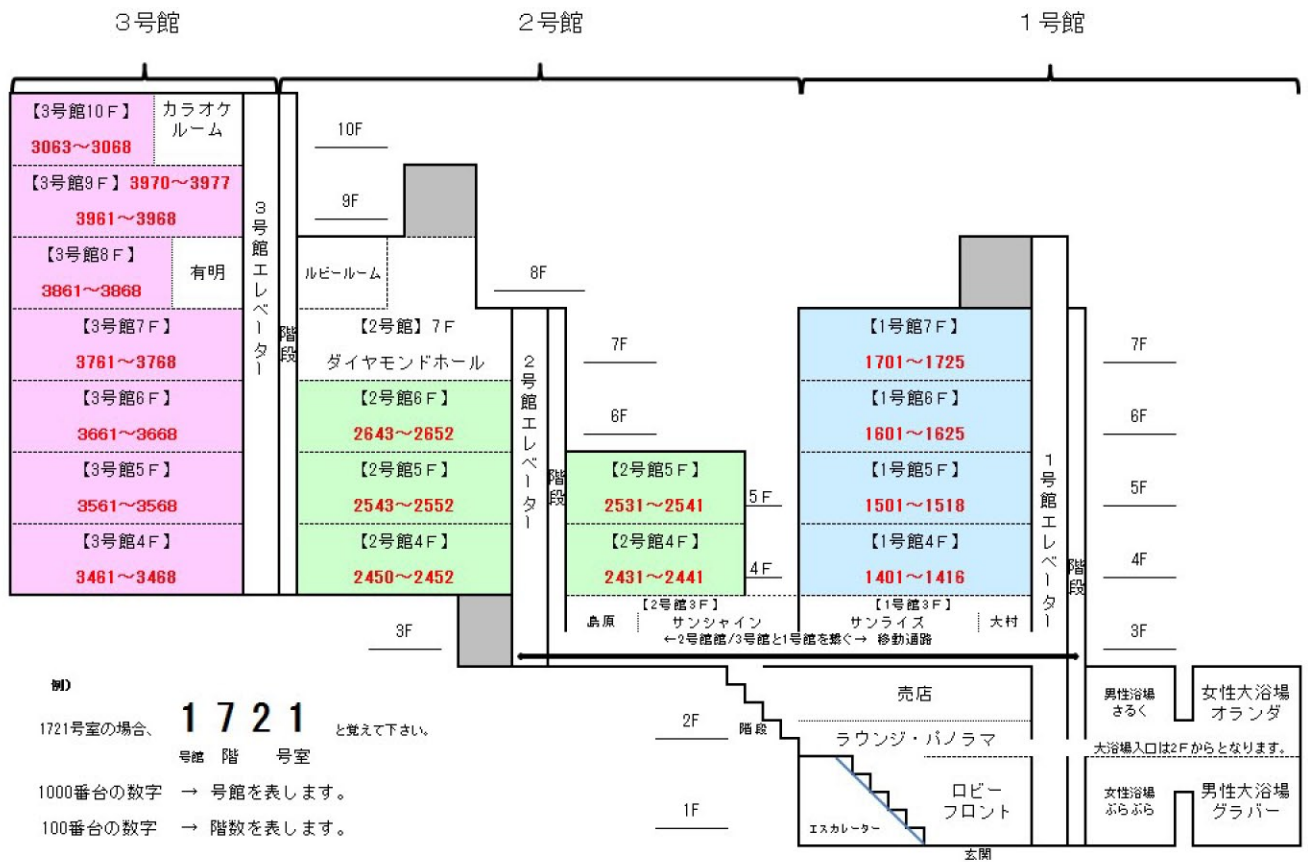 3号館
2号館
1号館
【3号館10F】
カラオケ
ルーム
3063～3068
【3号館9F】3970～3977
3961～3968
【3号館8F】
有明
3861～3868
【3号館7F】
3761～3768
【3号館6F】
3661～3668
【3号館5F】
3561～3568
【3号館4F】
3461～3468
3号館エレベーター
階段
10F
9F
ルビールーム
8F
【2号館】7F
ダイヤモンドホール
【2号館6F】
2643～2652
【2号館5F】
2543～2552
【2号館4F】
2450～2452
2号館エレベーター
階段
7F
6F
【2号館5F】
2531～2541
5F
【2号館4F】
2431～2441
4F
【1号館7F】
1701～1725
【1号館6F】
1601～1625
【1号館5F】
1501～1518
【1号館4F】
1401～1416
1号館エレベーター
階段
7F
6F
5F
4F
3F
3F
【2号館3F】
島原
サンシャイン
【1号館3F】
サンライズ
大村
←2号館館/3号館と1号館を繋ぐ→ 移動通路
売店
2F
階段
ラウンジ・パノラマ
1F
エスカレーター
ロビー
フロント
玄関
男性浴場
さるく
女性大浴場
オランダ
大浴場入口は2Fからとなります。
女性浴場
ぶらぶら
男性大浴場
グラバー
例）
1721号室の場合、 1 7 2 1 と覚えて下さい。
号館 階 号室
1000番台の数字 → 号館を表します。
100番台の数字 → 階数を表します。